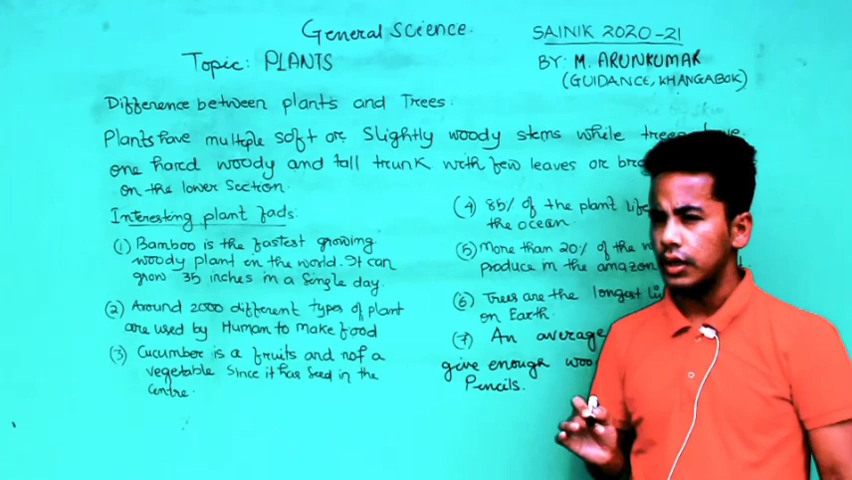 General Science.
SAINIK 2020-21
Topic: PLANTS
BY: M. ARUNKUMAR
(GUIDANCE, KHANGABOK)
Difference between plants and Trees.
Plants have multiple soft or slightly woody stems while trees
one hard woody and tall trunk with few leaves or
on the lower section.
Interesting plant facts:
(1) Bamboo is the fastest growing
woody plant in the world. It can
grow 35 inches in a single day.
(2) Around 2000 different types of plant
are used by Human to make food
(3) Cucumber is a fruits and not a
vegetable since it has seed in the
Centre.
(4) 85% of the plant life
the ocean.
(5) More than 20% of the
produce in the amazon
(6) Trees are the longest
on Earth.
(7) An average
give enough
Pencils.